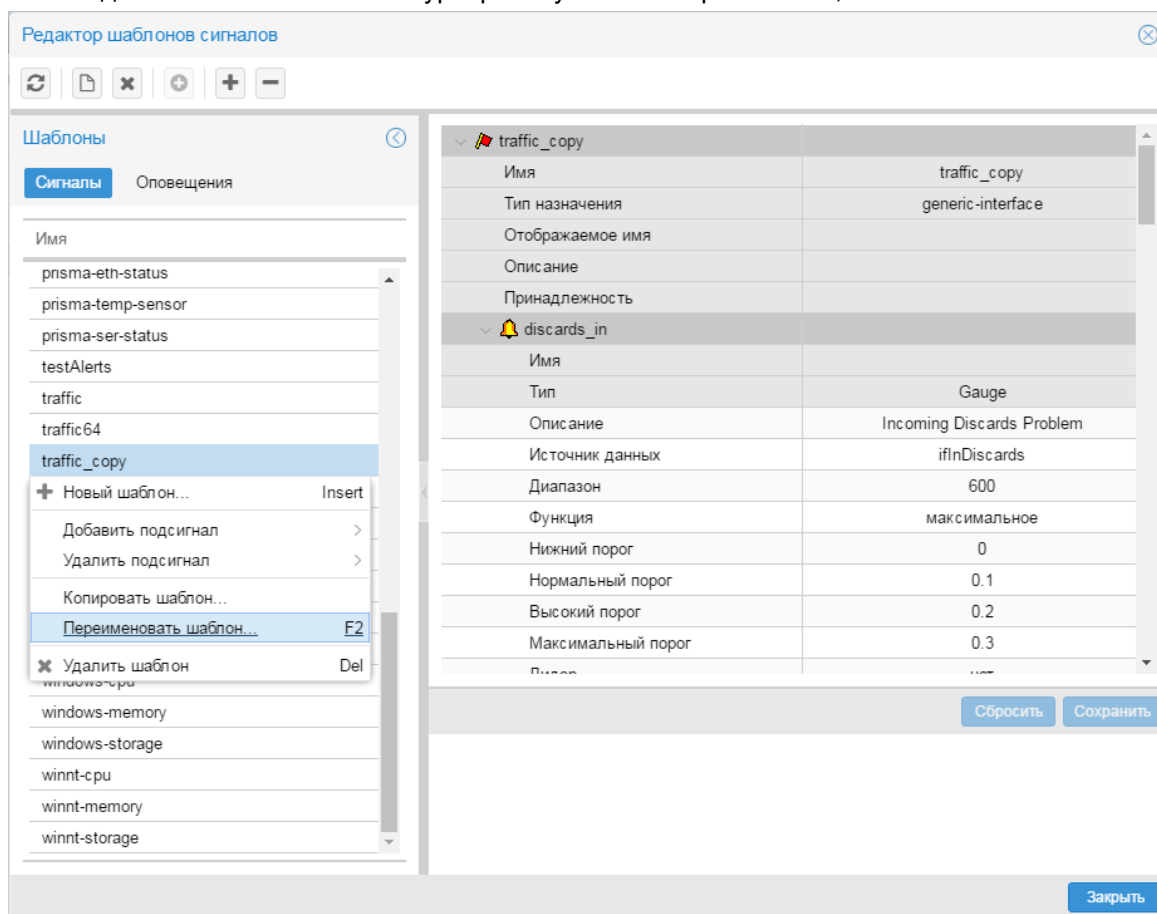 Редактор шаблонов сигналов
Шаблоны
Сигналы Оповещения
Имя
prisma-eth-status
prisma-temp-sensor
prisma-ser-status
testAlerts
traffic
traffic64
traffic_copy
Новый шаблон... Insert
Добавить подсигнал
Удалить подсигнал
Копировать шаблон...
Переименовать шаблон... F2
Удалить шаблон Del
windows-cpu
windows-memory
windows-storage
winnt-cpu
winnt-memory
winnt-storage
traffic_copy
Имя traffic_copy
Тип назначения generic-interface
Отображаемое имя
Описание
Принадлежность
discards_in
Имя
Тип Gauge
Описание Incoming Discards Problem
Источник данных ifInDiscards
Диапазон 600
Функция максимальное
Нижний порог 0
Нормальный порог 0.1
Высокий порог 0.2
Максимальный порог 0.3
Лидер нет
Сбросить Сохранить
Закрыть